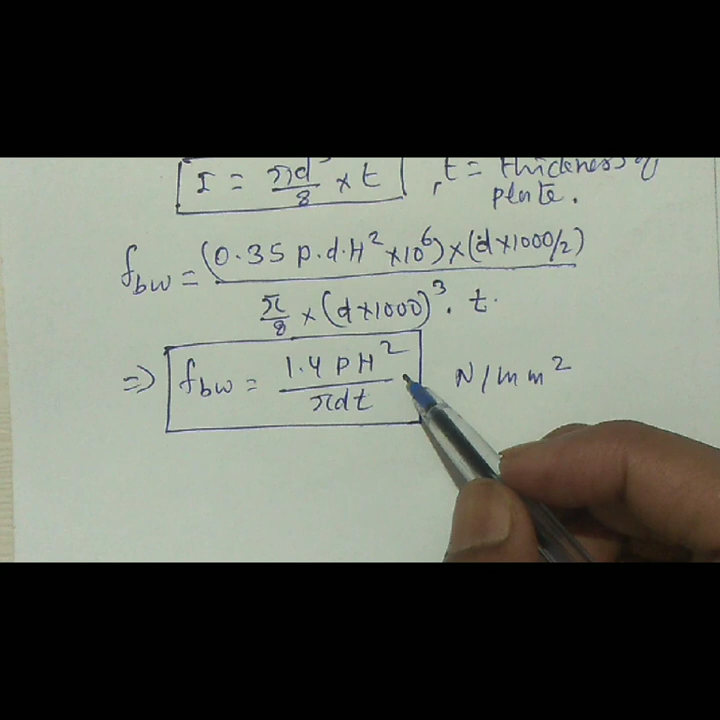 I = πd³/8 × t , t = thickness of
plate.
f_bw = (0.35 p.d.H² × 10⁶) × (d × 1000/2)
π/8 × (d × 1000)³ . t.
⇒ f_bw = 1.4 PH²/πdt N/mm²